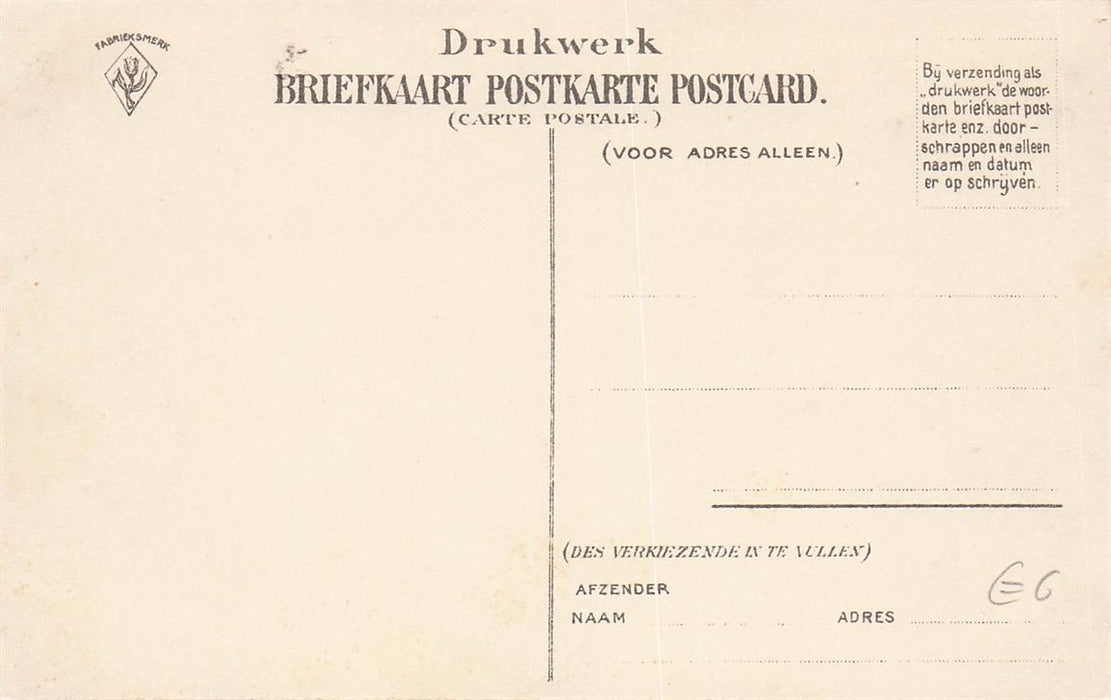 FABRIEKSMERK
Drukwerk
BRIEFKAART POSTKARTE POSTCARD.
(CARTE POSTALE.)
(VOOR ADRES ALLEEN.)
Bij verzending als
„drukwerk" de woor-
den briefkaart post-
karte enz. door-
schrappen en alleen
naam en datum
er op schrijven.
(DES VERKIEZENDE IN TE VULLEN)
AFZENDER
NAAM ADRES
€6